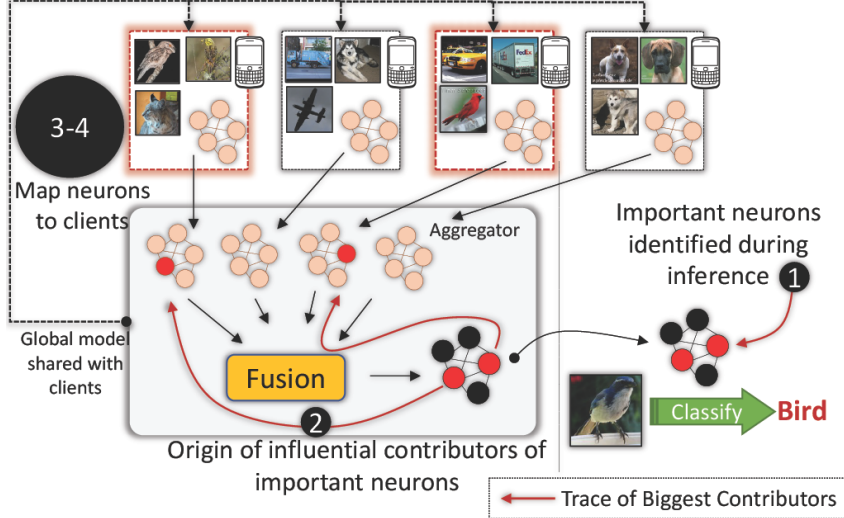 3-4
Map neurons
to clients
Aggregator
FedEx
Important neurons
identified during
inference
1
Global model
shared with
clients
Fusion
2
Classify
Bird
Origin of influential contributors of
important neurons
Trace of Biggest Contributors